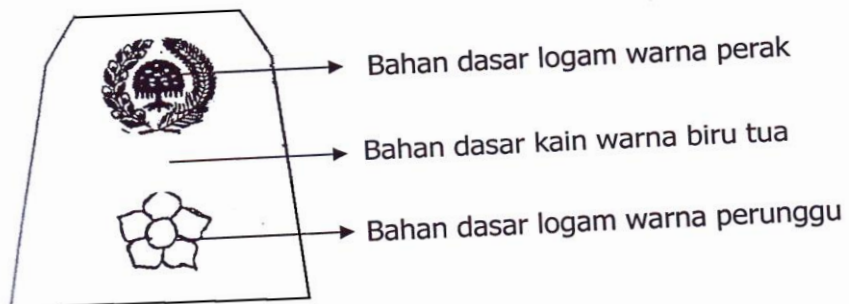 Bahan dasar logam warna perak
Bahan dasar kain warna biru tua
Bahan dasar logam warna perunggu